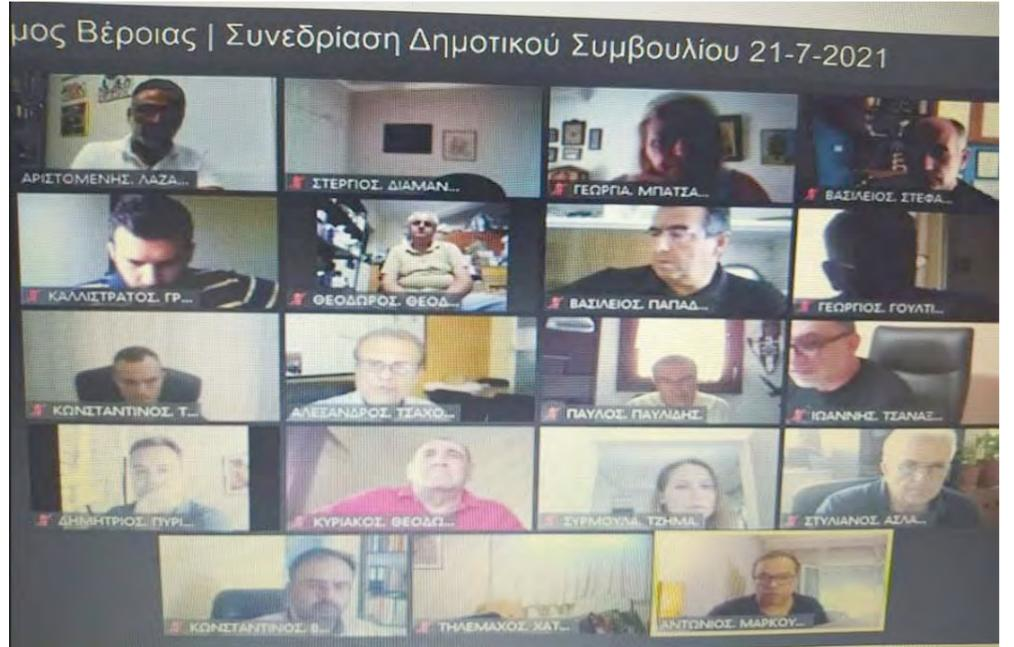 μος Βέροιας | Συνεδρίαση Δημοτικού Συμβουλίου 21-7-2021
ΑΡΙΣΤΟΜΕΝΗΣ. ΛΑΖΑ...
ΣΤΕΡΓΙΟΣ. ΔΙΑΜΑΝ...
ΓΕΩΡΓΙΑ. ΜΠΑΤΣΑ...
ΒΑΣΙΛΕΙΟΣ. ΣΤΕΦΑ...
ΚΑΛΛΙΣΤΡΑΤΟΣ. ΓΡ...
ΘΕΟΔΩΡΟΣ. ΘΕΟΔ...
ΒΑΣΙΛΕΙΟΣ. ΠΑΠΑΔ...
ΓΕΩΡΓΙΟΣ. ΓΟΥΛΤΙ...
ΚΩΝΣΤΑΝΤΙΝΟΣ. Τ...
ΑΛΕΞΑΝΔΡΟΣ. ΤΣΑΧΟ...
ΠΑΥΛΟΣ. ΠΑΥΛΙΔΗΣ.
ΙΩΑΝΝΗΣ. ΤΣΑΝΑΞ...
ΔΗΜΗΤΡΙΟΣ. ΠΥΡΙ...
ΚΥΡΙΑΚΟΣ. ΘΕΟΔΩ...
ΣΥΡΜΟΥΛΑ. ΤΖΗΜΑ.
ΣΤΥΛΙΑΝΟΣ. ΑΣΛΑ...
ΚΩΝΣΤΑΝΤΙΝΟΣ. Β...
ΤΗΛΕΜΑΧΟΣ. ΧΑΤ...
ΑΝΤΩΝΙΟΣ. ΜΑΡΚΟΥ...